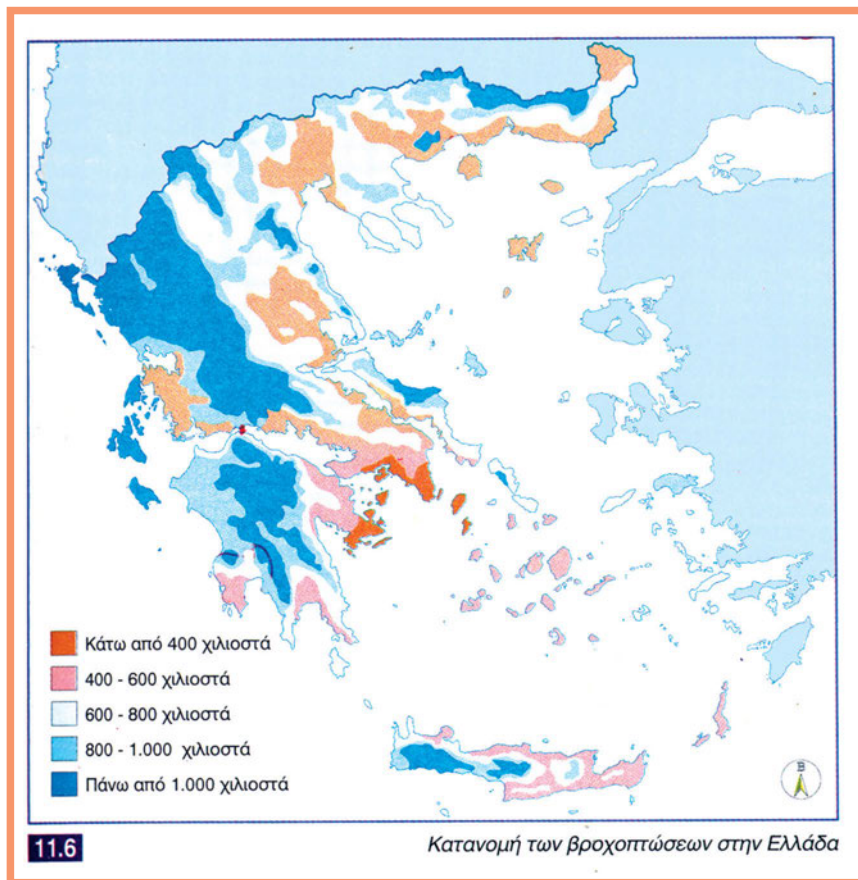 Κάτω από 400 χιλιοστά
400 - 600 χιλιοστά
600 - 800 χιλιοστά
800 - 1.000 χιλιοστά
Πάνω από 1.000 χιλιοστά
Β
11.6
Κατανομή των βροχοπτώσεων στην Ελλάδα